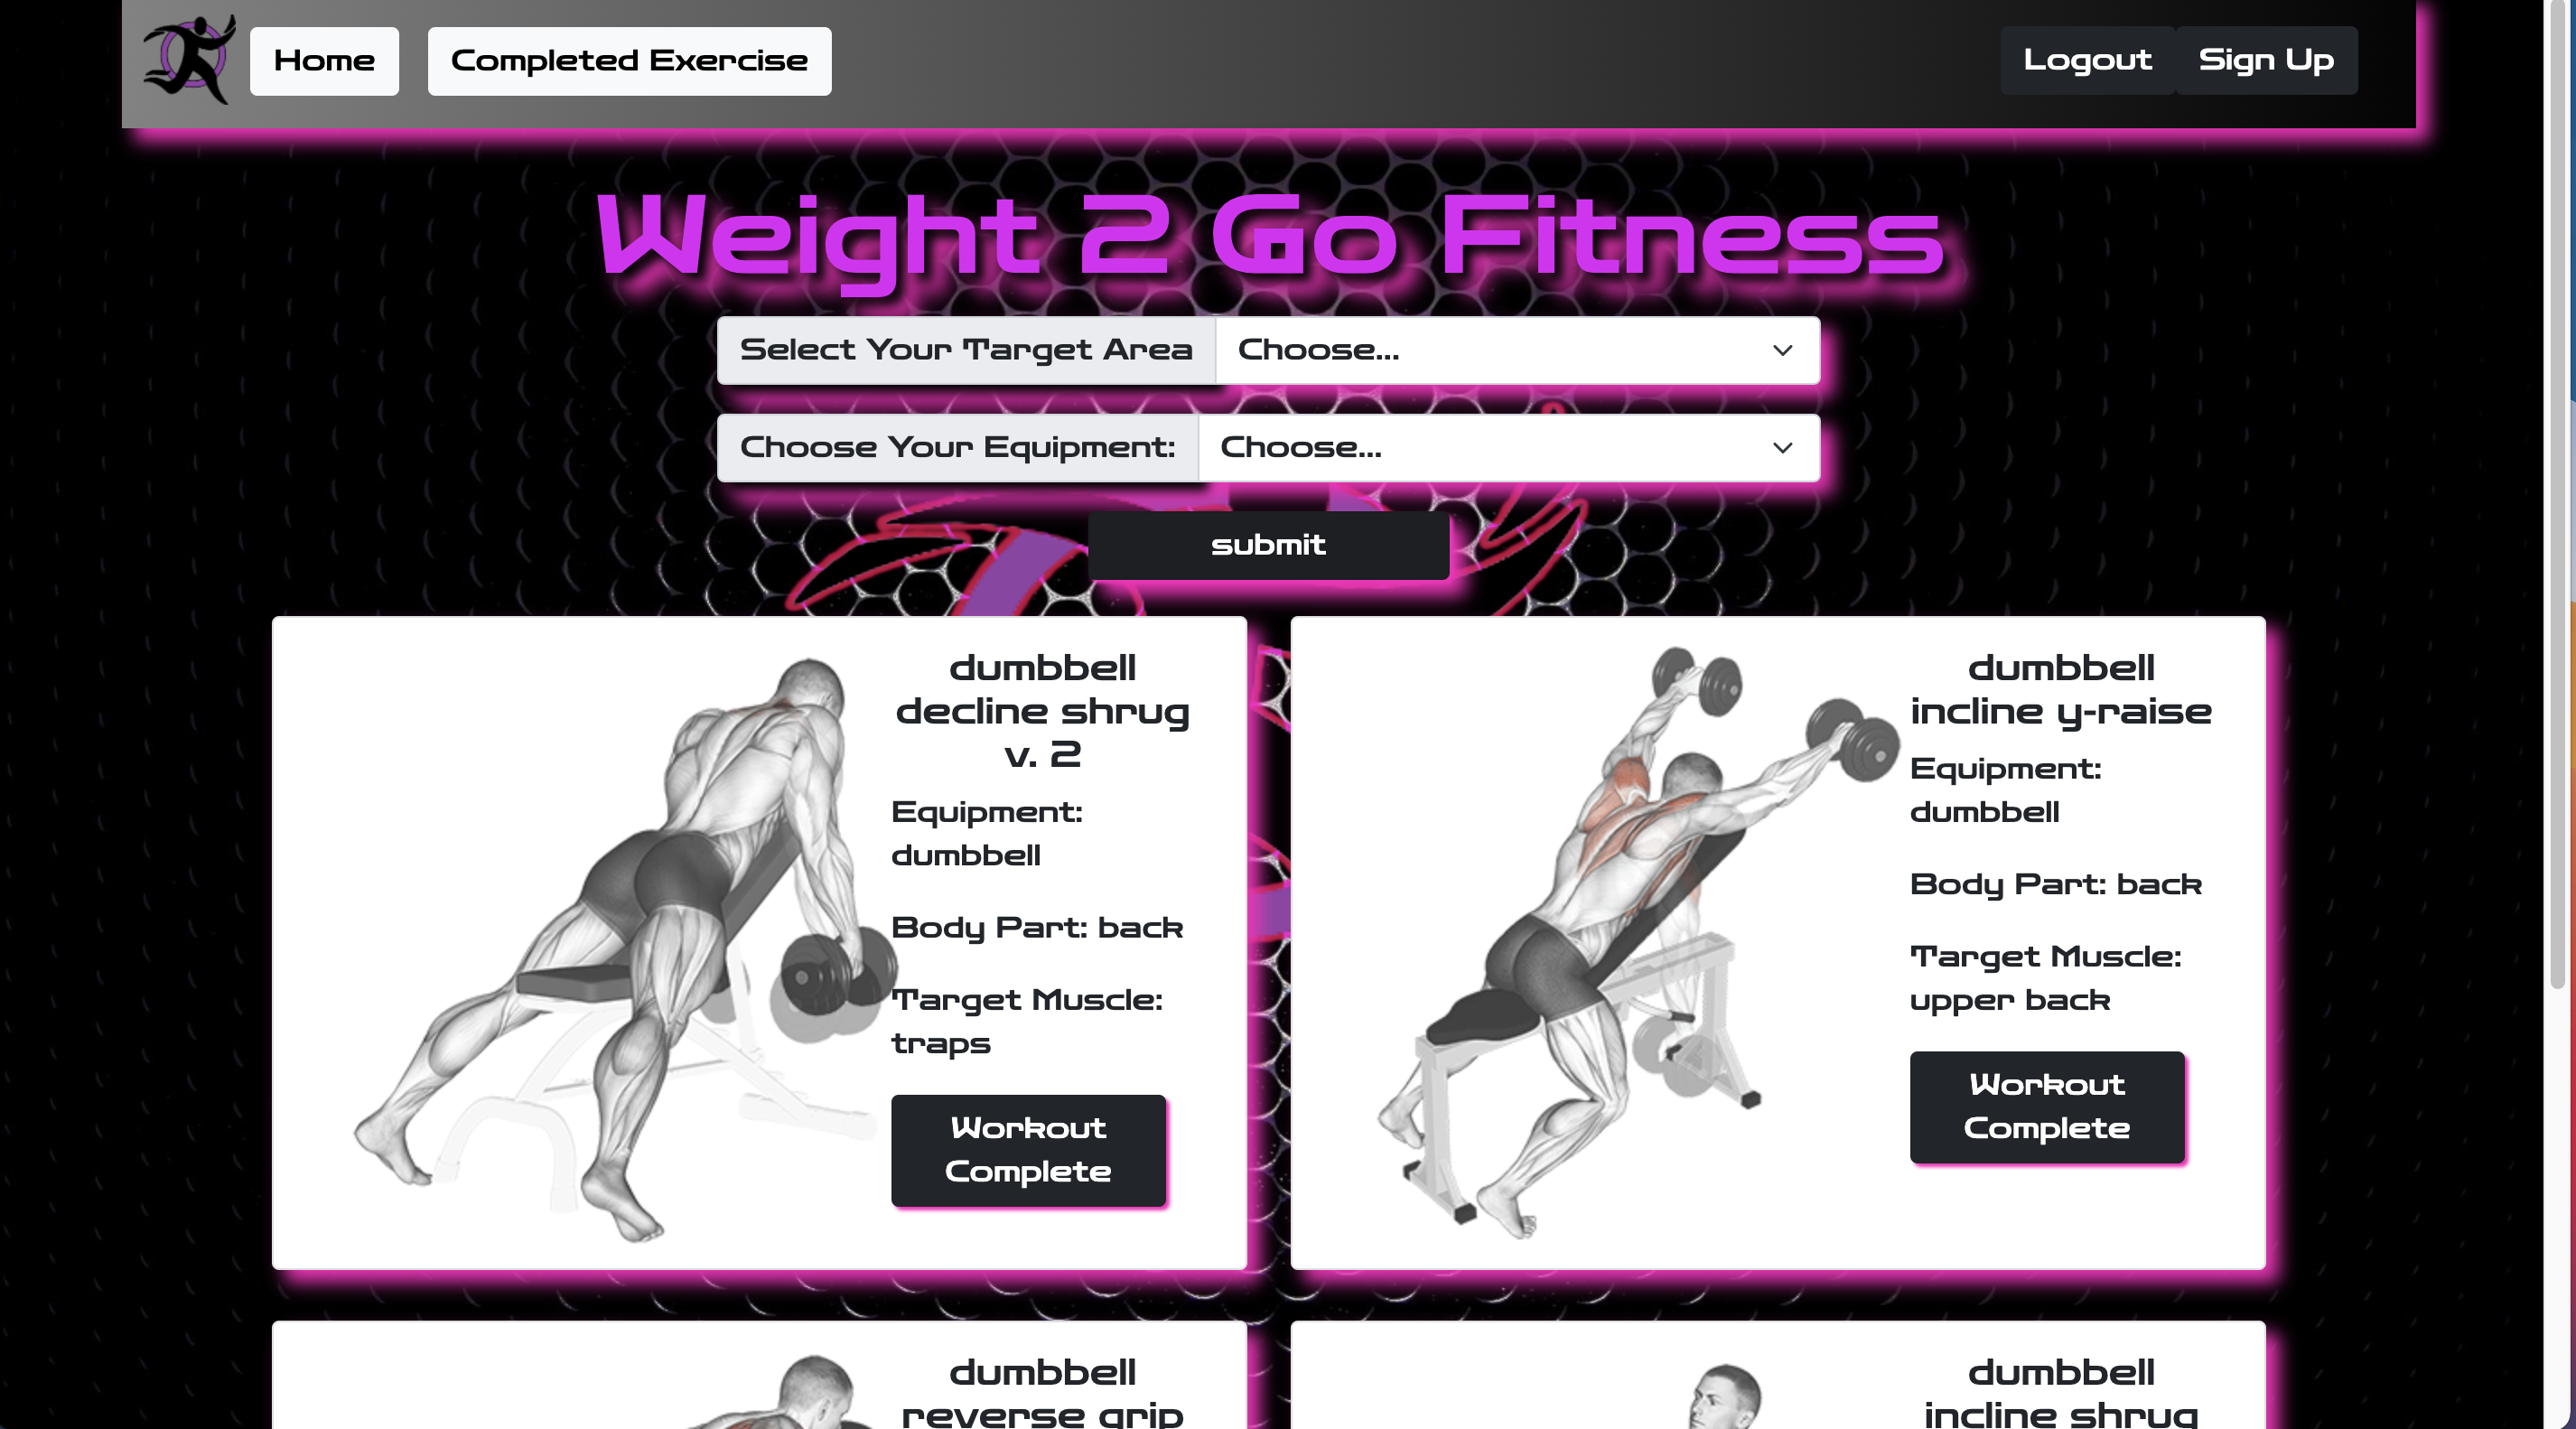 Home
Completed Exercise
Logout
Sign Up
Weight 2 Go Fitness
Select Your Target Area
Choose...
Choose Your Equipment:
Choose...
submit
dumbbell
decline shrug
v. 2
Equipment:
dumbbell
Body Part: back
Target Muscle:
traps
Workout
Complete
dumbbell
incline y-raise
Equipment:
dumbbell
Body Part: back
Target Muscle:
upper back
Workout
Complete
dumbbell
reverse grip
dumbbell
incline shrug